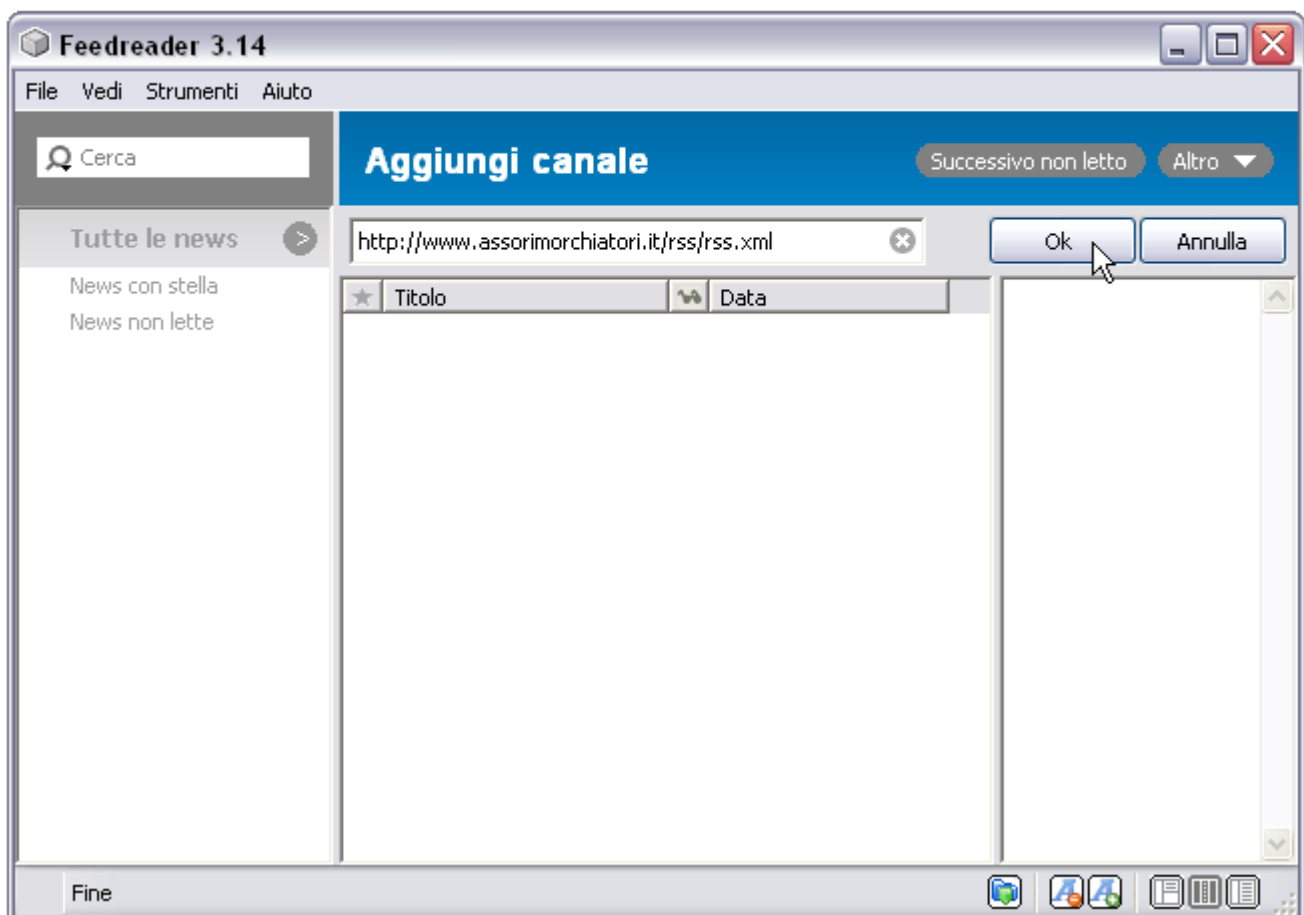 Feedreader 3.14
File Vedi Strumenti Aiuto
Cerca
Aggiungi canale
Successivo non letto
Altro
Tutte le news
News con stella
News non lette
http://www.assorimorchiatori.it/rss/rss.xml
Ok
Annulla
Titolo
Data
Fine